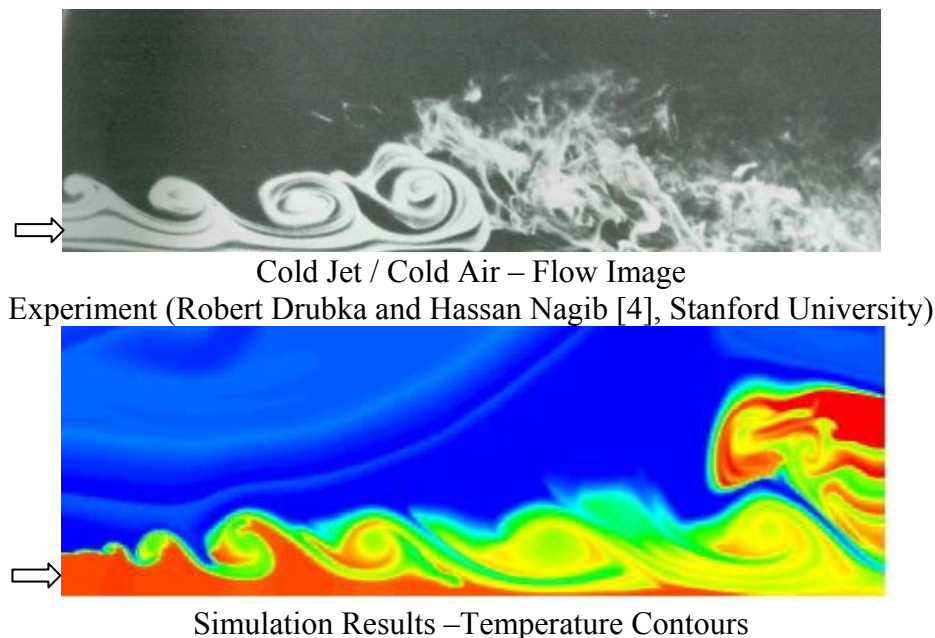 Cold Jet / Cold Air – Flow Image
Experiment (Robert Drubka and Hassan Nagib [4], Stanford University)
Simulation Results –Temperature Contours